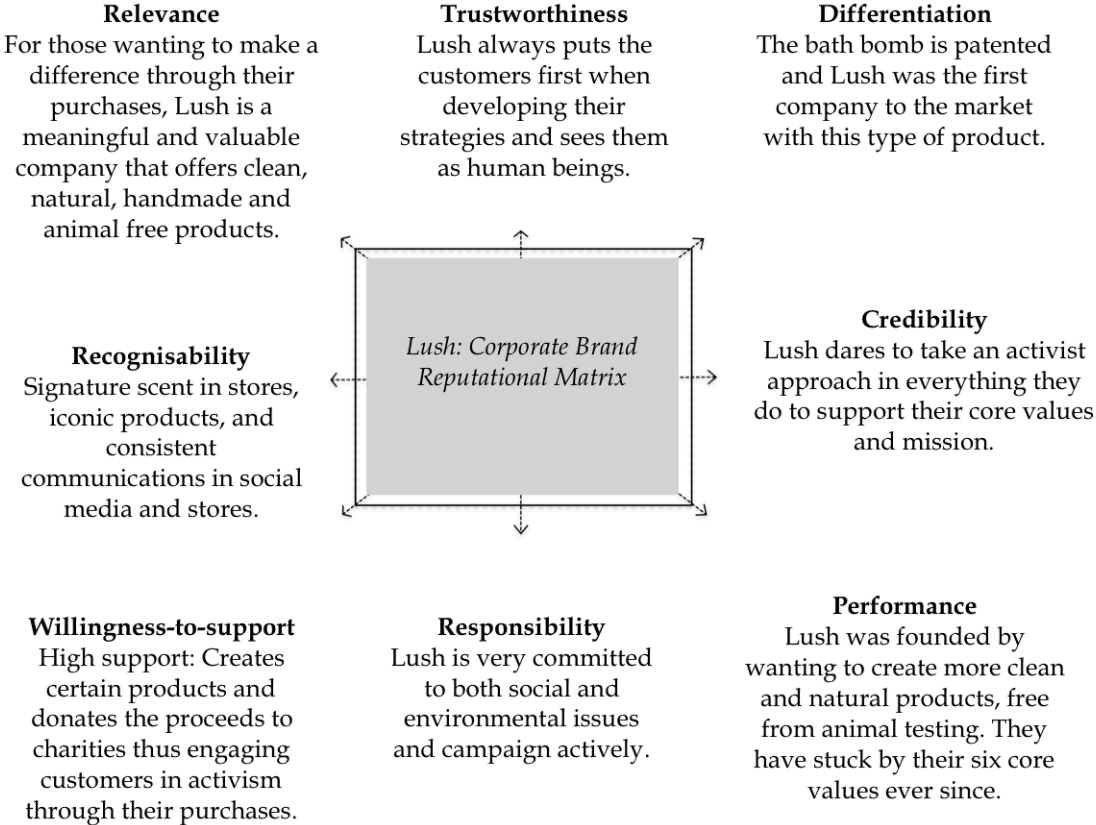 Relevance
For those wanting to make a
difference through their
purchases, Lush is a
meaningful and valuable
company that offers clean,
natural, handmade and
animal free products.
Trustworthiness
Lush always puts the
customers first when
developing their
strategies and sees them
as human beings.
Differentiation
The bath bomb is patented
and Lush was the first
company to the market
with this type of product.
Recognisability
Signature scent in stores,
iconic products, and
consistent
communications in social
media and stores.
Lush: Corporate Brand
Reputational Matrix
Credibility
Lush dares to take an activist
approach in everything they
do to support their core values
and mission.
Willingness-to-support
High support: Creates
certain products and
donates the proceeds to
charities thus engaging
customers in activism
through their purchases.
Responsibility
Lush is very committed
to both social and
environmental issues
and campaign actively.
Performance
Lush was founded by
wanting to create more clean
and natural products, free
from animal testing. They
have stuck by their six core
values ever since.